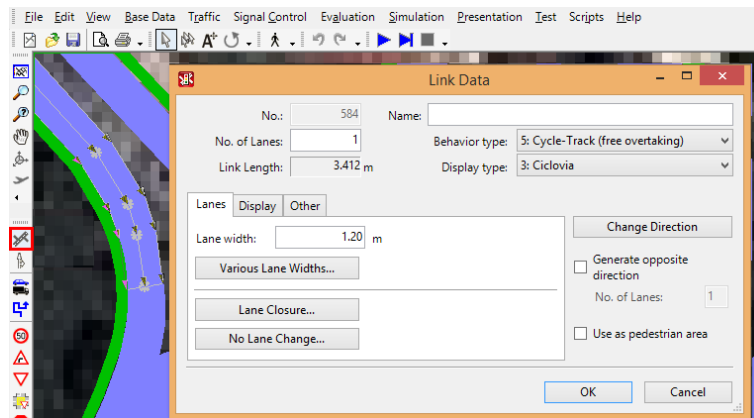 File Edit View Base Data Traffic Signal Control Evaluation Simulation Presentation Test Scripts Help
Link Data
No.: 584 Name:
No. of Lanes: 1 Behavior type: 5: Cycle-Track (free overtaking)
Link Length: 3.412 m Display type: 3: Ciclovia
Lanes Display Other
Lane width: 1.20 m
Change Direction
Various Lane Widths...
Generate opposite
direction
No. of Lanes: 1
Lane Closure...
No Lane Change...
Use as pedestrian area
OK Cancel
50